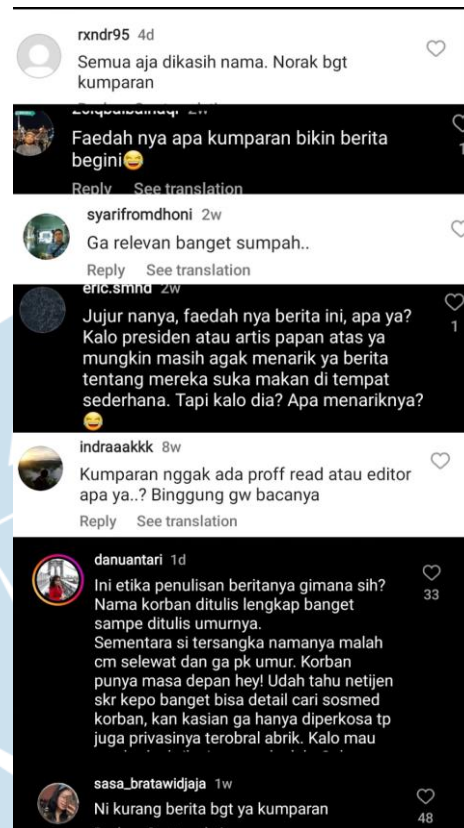 rxndr95 4d
Semua aja dikasih nama. Norak bgt
kumparan
Faedah nya apa kumparan bikin berita
begini😂
1
Reply See translation
syarifromdhoni 2w
Ga relevan banget sumpah..
Reply See translation
eric.smnd 2w
Jujur nanya, faedah nya berita ini, apa ya?
1
Kalo presiden atau artis papan atas ya
mungkin masih agak menarik ya berita
tentang mereka suka makan di tempat
sederhana. Tapi kalo dia? Apa menariknya?
😂
indraaakkk 8w
Kumparan nggak ada proff read atau editor
apa ya..? Binggung gw bacanya
Reply See translation
danuantari 1d
Ini etika penulisan beritanya gimana sih?
33
Nama korban ditulis lengkap banget
sampe ditulis umurnya.
Sementara si tersangka namanya malah
cm selewat dan ga pk umur. Korban
punya masa depan hey! Udah tahu netijen
skr kepo banget bisa detail cari sosmed
korban, kan kasian ga hanya diperkosa tp
juga privasinya terobral abrik. Kalo mau
sasa_bratawidjaja 1w
Ni kurang berita bgt ya kumparan
48